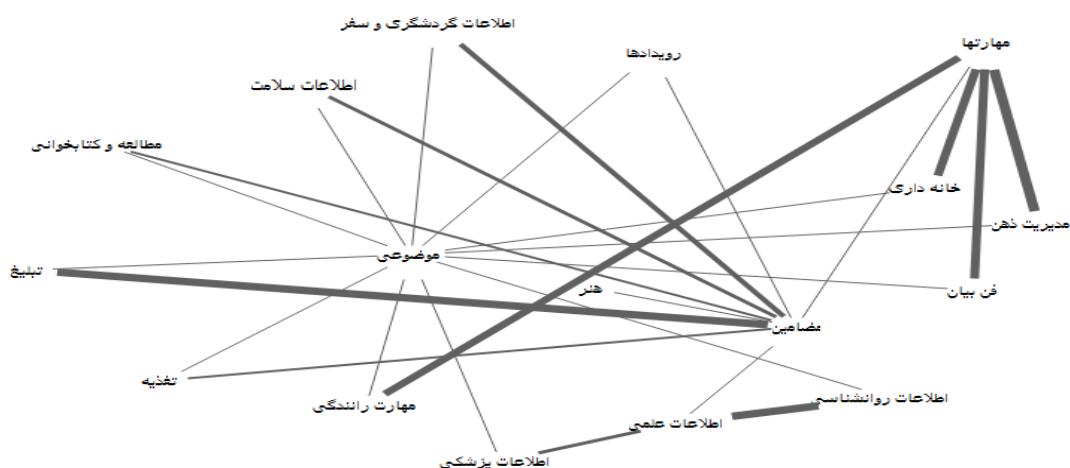 اطلاعات گردشگری و سفر
مهارتها
رویدادها
اطلاعات سلامت
مطالعه و کتابخوانی
خانه داری
مدیریت ذهن
موضوعی
تبلیغ
هنر
فن بیان
مضامین
تغذیه
مهارت رانندگی
اطلاعات روانشناسی
اطلاعات علمی
اطلاعات پزشکی